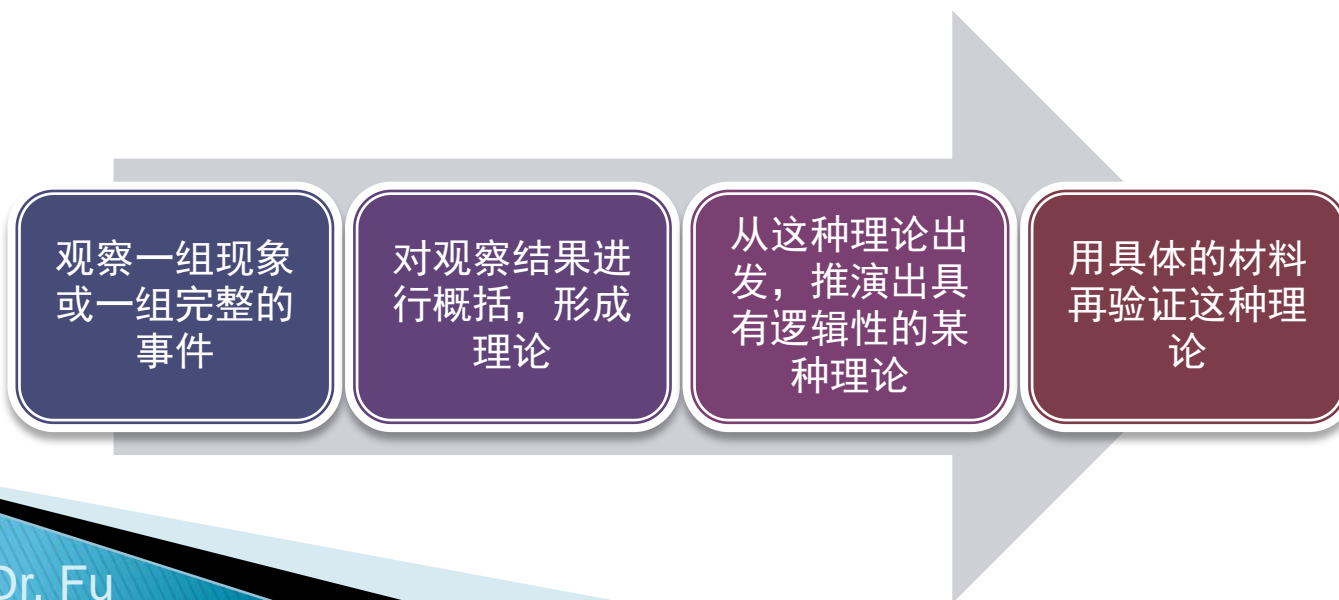 观察一组现象
或一组完整的
事件
对观察结果进
行概括，形成
理论
从这种理论出
发，推演出具
有逻辑性的某
种理论
用具体的材料
再验证这种理
论
Dr. Fu